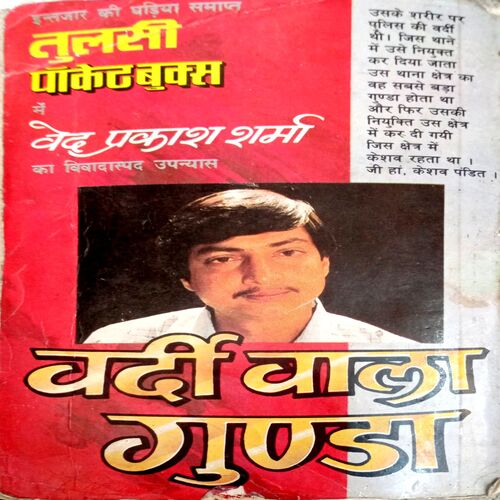 इन्तजार की घड़िया समाप्त
तुलसी
पॉकेट बुक्स
में
वेद प्रकाश शर्मा
का विवादास्पद उपन्यास
उसके शरीर पर
पुलिस की वर्दी
थी। जिस थाने
में उसे नियुक्त
कर दिया जाता
उस थाना क्षेत्र का
वह सबसे बड़ा
गुण्डा होता था
और फिर उसकी
नियुक्ति उस क्षेत्र
में कर दी गयी
जिस क्षेत्र में
केशव रहता था।
जी हां, केशव पंडित।
वर्दी वाला
गुण्डा